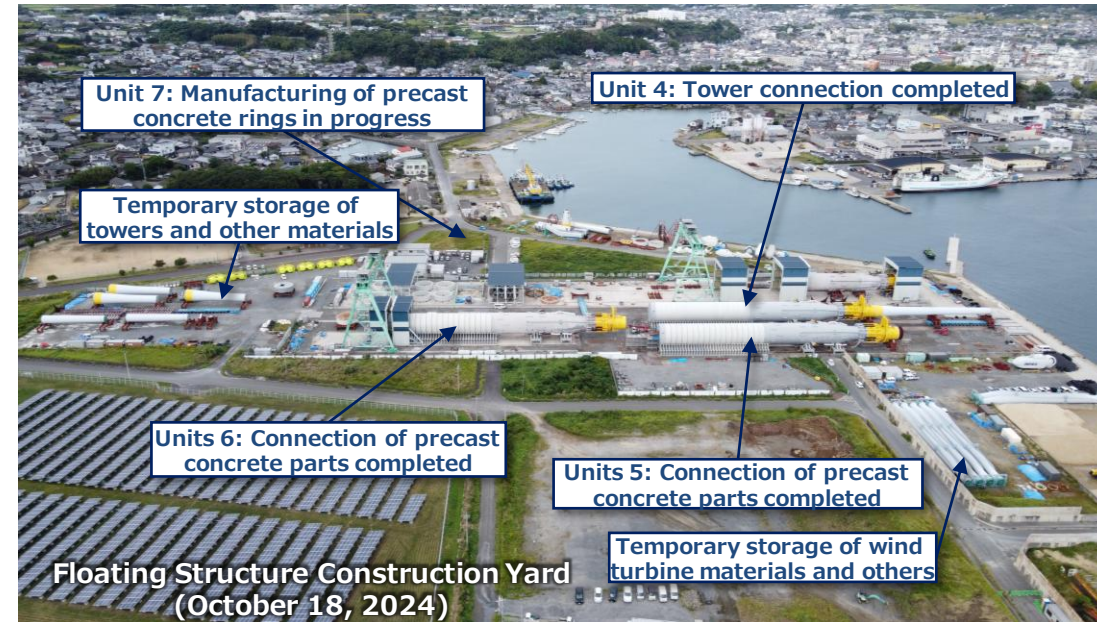 Unit 7: Manufacturing of precast
concrete rings in progress
Unit 4: Tower connection completed
Temporary storage of
towers and other materials
Units 6: Connection of precast
concrete parts completed
Units 5: Connection of precast
concrete parts completed
Temporary storage of wind
turbine materials and others
Floating Structure Construction Yard
(October 18, 2024)